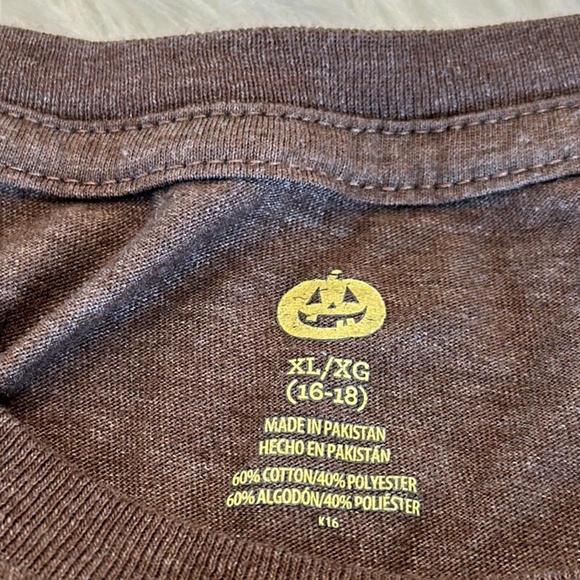 XL/XG
(16-18)
MADE IN PAKISTAN
HECHO EN PAKISTÁN
60% COTTON/40% POLYESTER
60% ALGODÓN/40% POLIÉSTER
K16